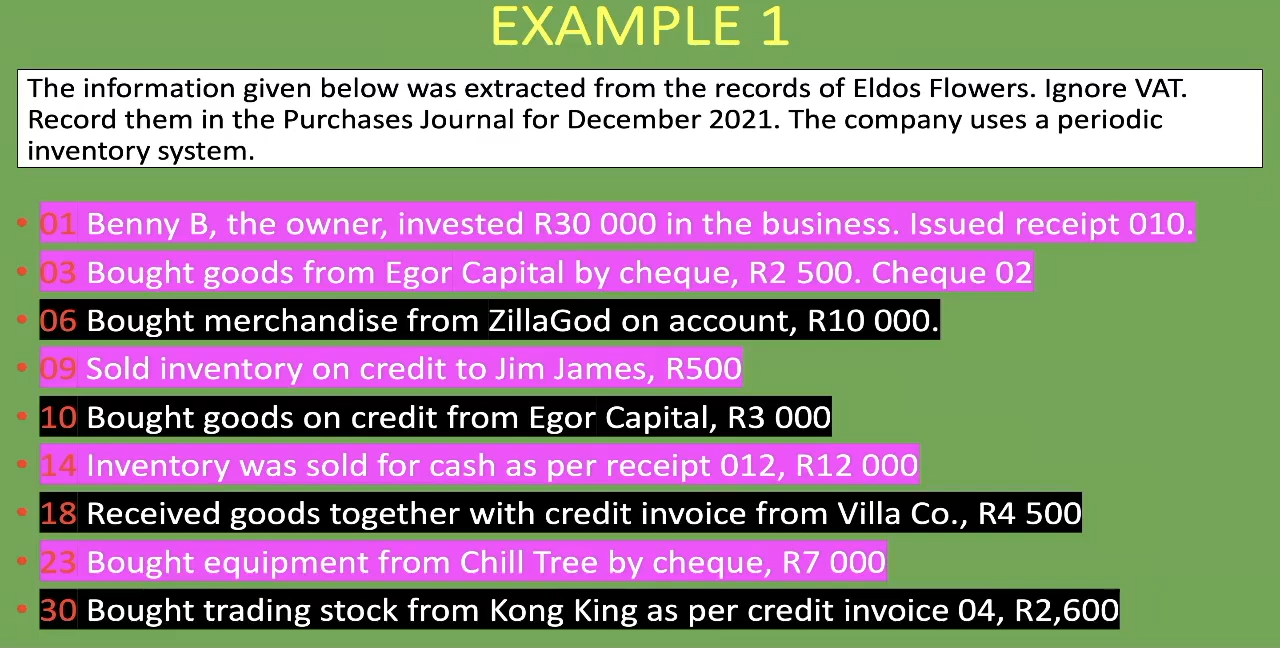 EXAMPLE 1
The information given below was extracted from the records of Eldos Flowers. Ignore VAT.
Record them in the Purchases Journal for December 2021. The company uses a periodic
inventory system.
• 01 Benny B, the owner, invested R30 000 in the business. Issued receipt 010.
• 03 Bought goods from Egor Capital by cheque, R2 500. Cheque 02
• 06 Bought merchandise from ZillaGod on account, R10 000.
• 09 Sold inventory on credit to Jim James, R500
• 10 Bought goods on credit from Egor Capital, R3 000
• 14 Inventory was sold for cash as per receipt 012, R12 000
• 18 Received goods together with credit invoice from Villa Co., R4 500
• 23 Bought equipment from Chill Tree by cheque, R7 000
• 30 Bought trading stock from Kong King as per credit invoice 04, R2,600